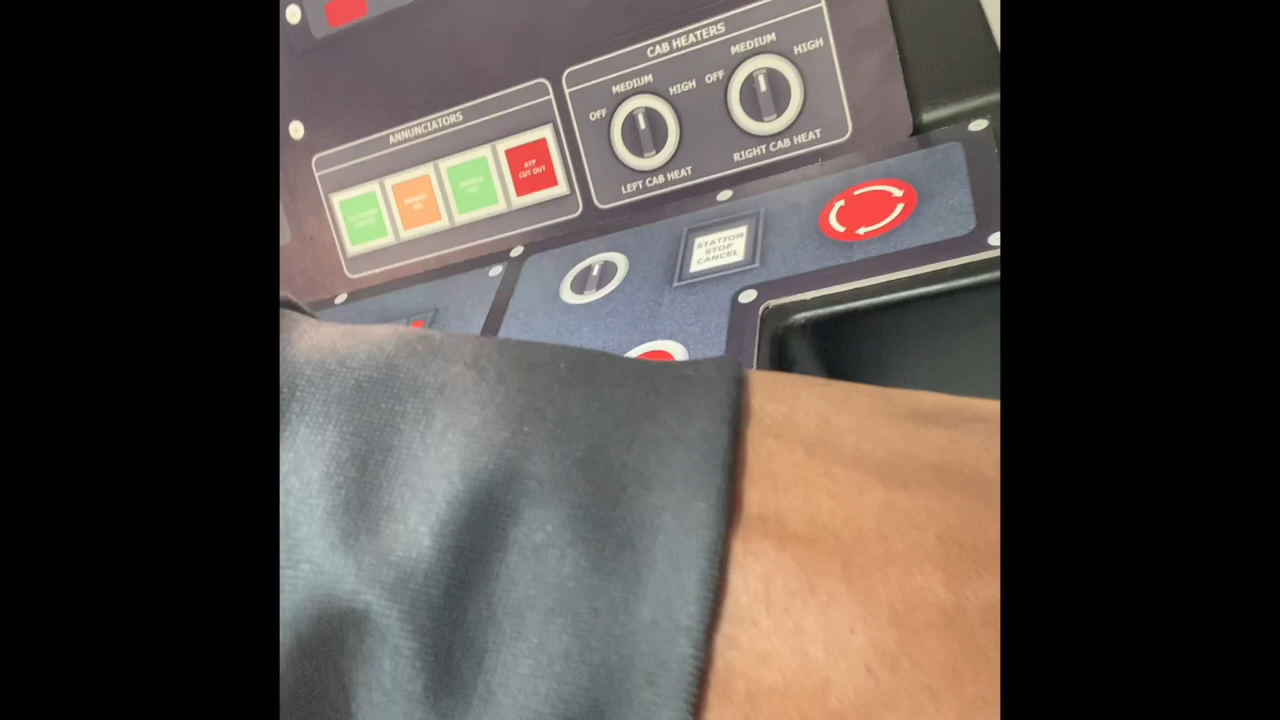 CAB HEATERS
MEDIUM
HIGH
OFF
MEDIUM
HIGH
OFF
ANNUNCIATORS
ATP
CUT OUT
LEFT CAB HEAT
RIGHT CAB HEAT
STATION
STOP
CANCEL